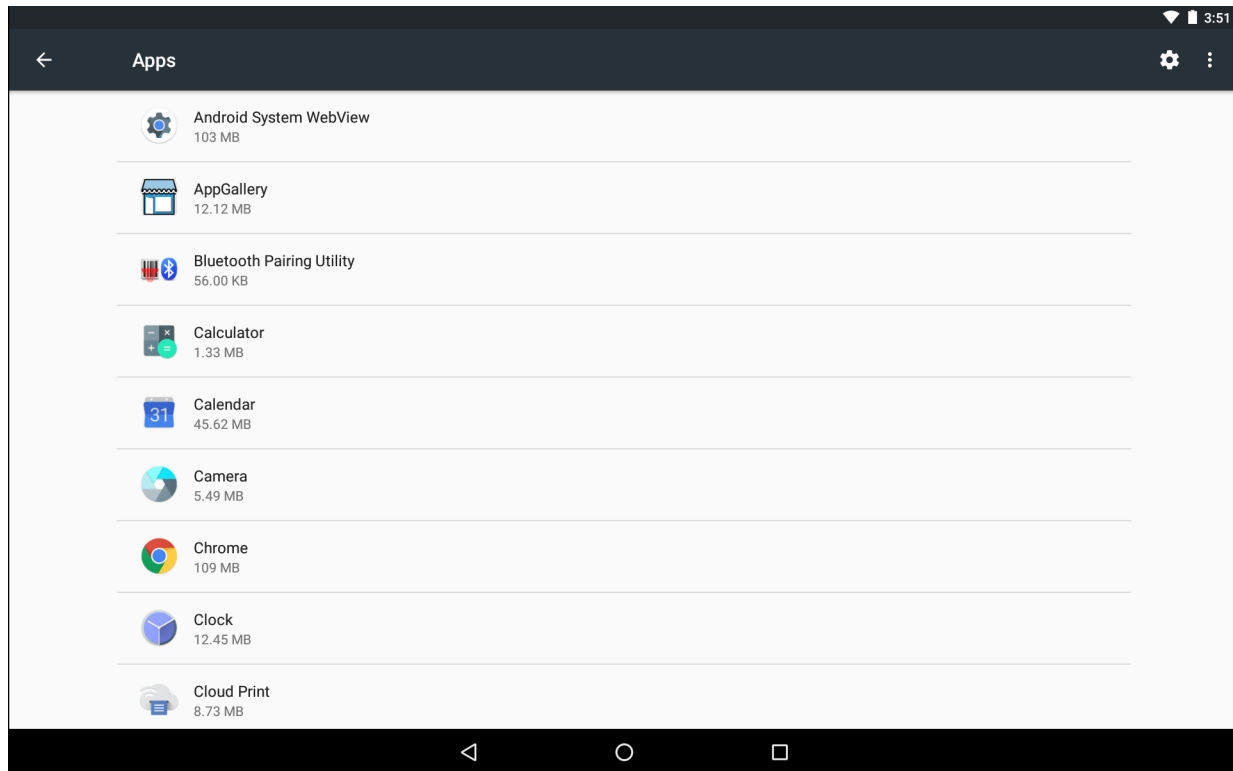 3:51
Apps
Android System WebView
103 MB
AppGallery
12.12 MB
Bluetooth Pairing Utility
56.00 KB
Calculator
1.33 MB
31
Calendar
45.62 MB
Camera
5.49 MB
Chrome
109 MB
Clock
12.45 MB
Cloud Print
8.73 MB